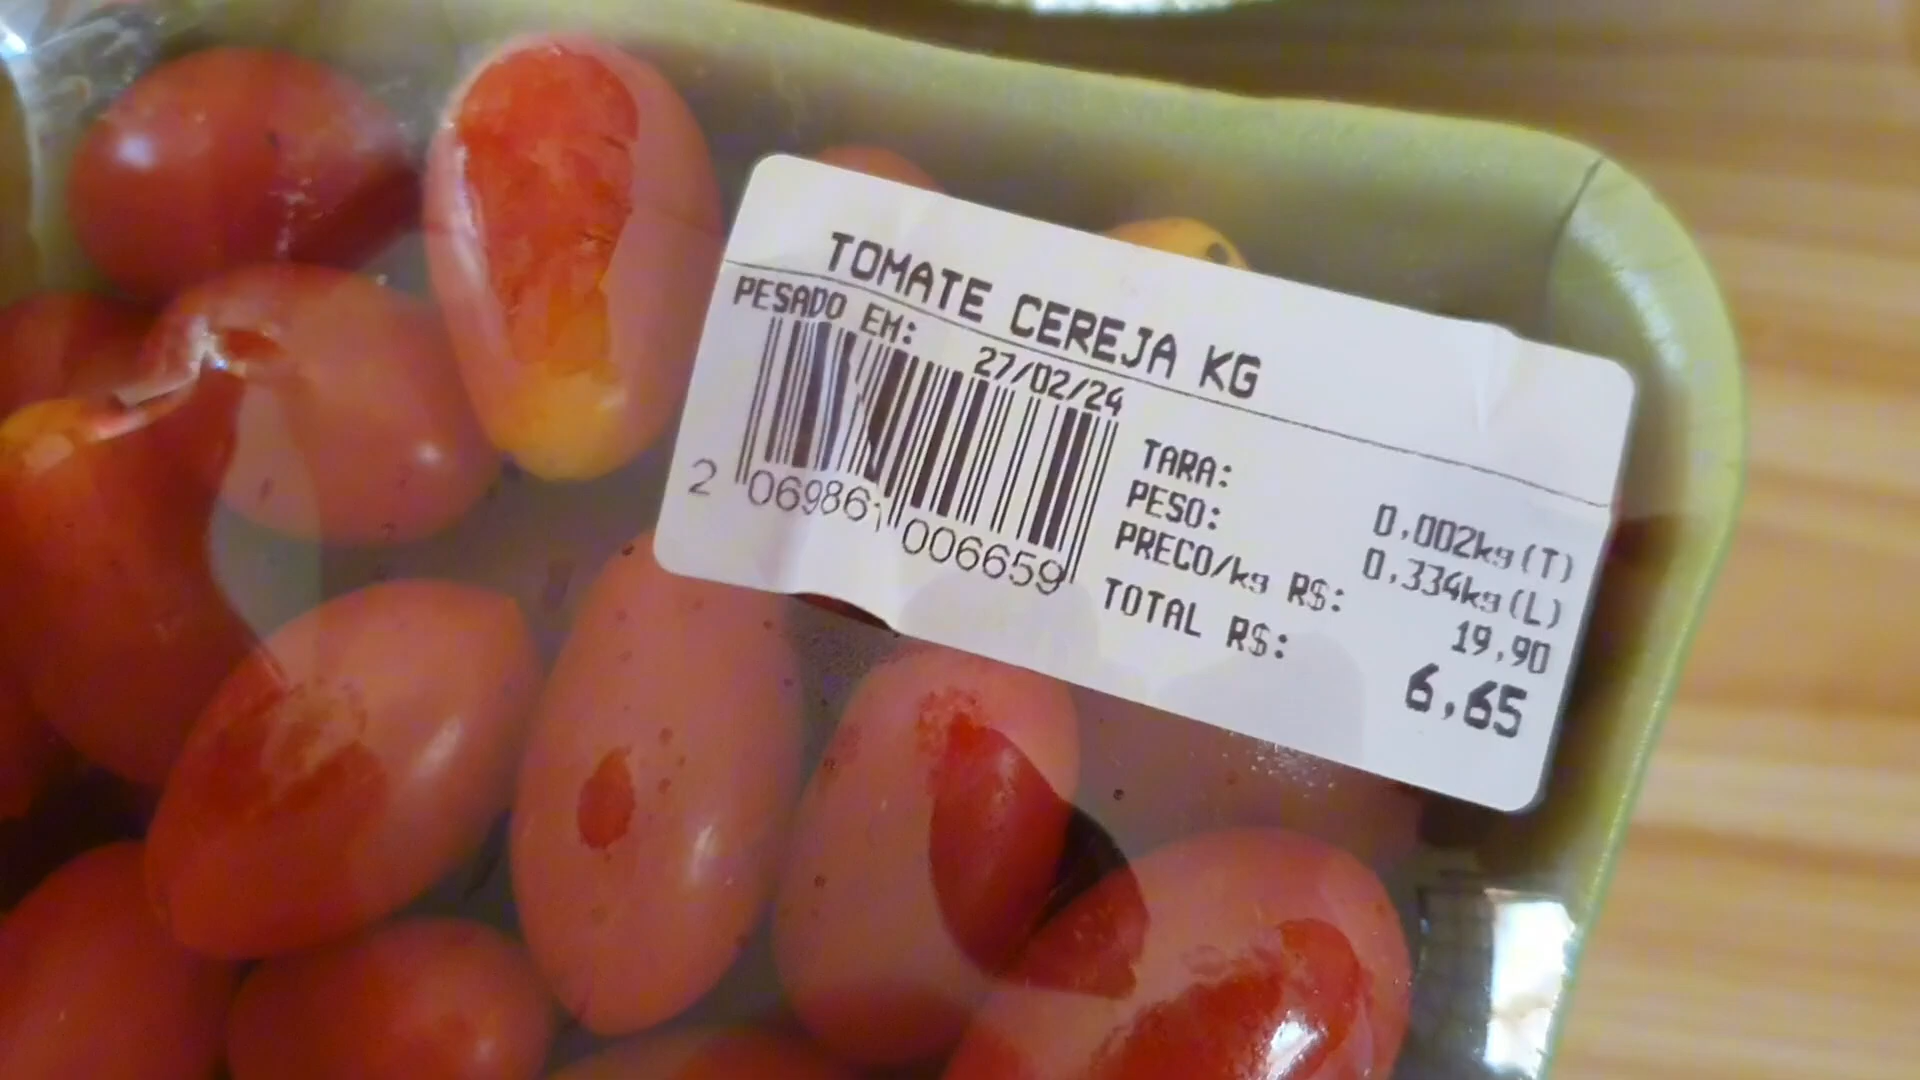 TOMATE CEREJA KG
PESADO EM:
27/02/24
2 069861 006659
TARA: 0,002kg(T)
PESO: 0,334kg(L)
PRECO/kg R$: 19,90
TOTAL R$: 6,65